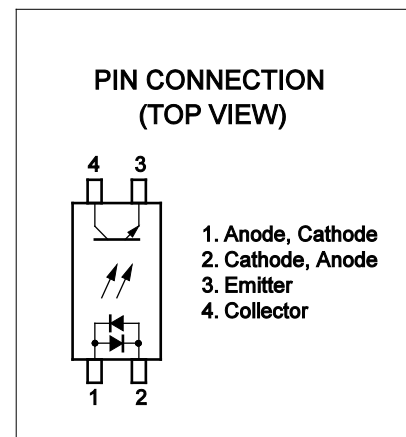 PIN CONNECTION
(TOP VIEW)
4 3
1. Anode, Cathode
2. Cathode, Anode
3. Emitter
4. Collector
1 2